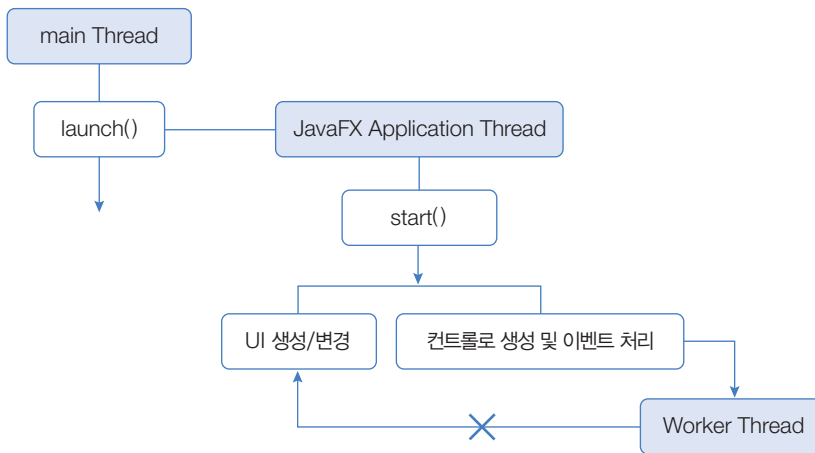 main Thread
launch()
JavaFX Application Thread
start()
UI 생성/변경
컨트롤로 생성 및 이벤트 처리
Worker Thread